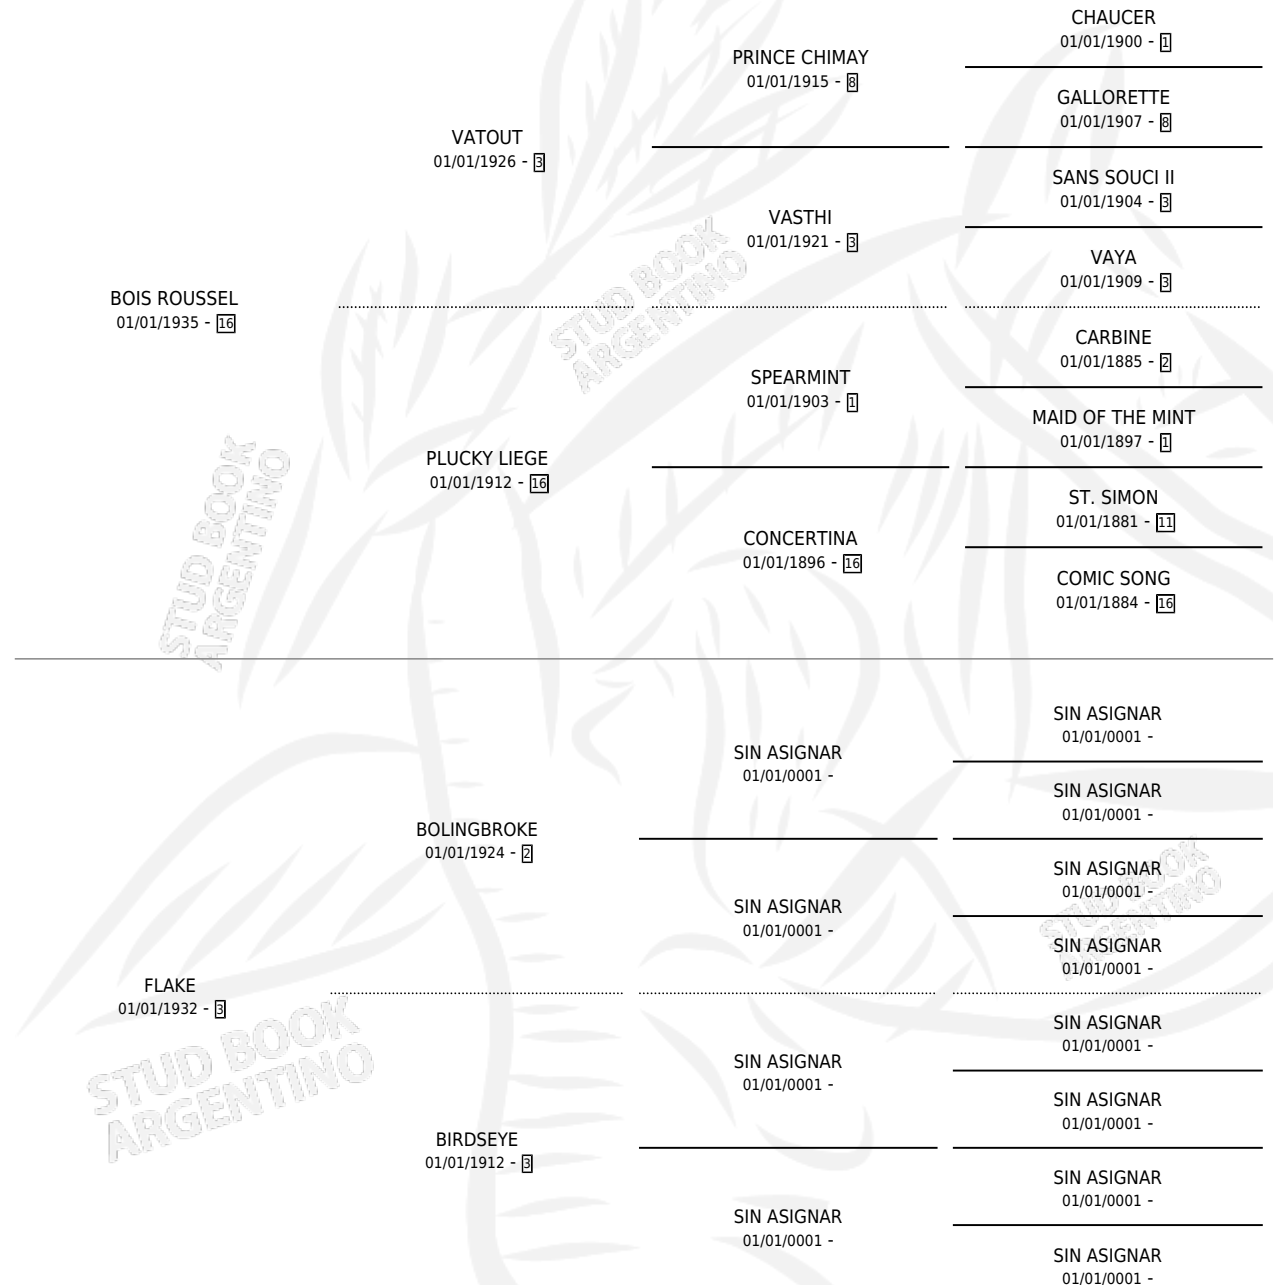 CHAUCER
01/01/1900 - 1
PRINCE CHIMAY
01/01/1915 - 8
GALLORETTE
01/01/1907 - 8
VATOUT
01/01/1926 - 3
SANS SOUCI II
01/01/1904 - 3
VASTHI
01/01/1921 - 3
VAYA
01/01/1909 - 3
BOIS ROUSSEL
01/01/1935 - 16
CARBINE
01/01/1885 - 2
SPEARMINT
01/01/1903 - 1
MAID OF THE MINT
01/01/1897 - 1
PLUCKY LIEGE
01/01/1912 - 16
ST. SIMON
01/01/1881 - 11
CONCERTINA
01/01/1896 - 16
COMIC SONG
01/01/1884 - 16
STUD BOOK
ARGENTINO
STUD BOOK
ARGENTINO
SIN ASIGNAR
01/01/0001 -
SIN ASIGNAR
01/01/0001 -
SIN ASIGNAR
01/01/0001 -
BOLINGBROKE
01/01/1924 - 2
SIN ASIGNAR
01/01/0001 -
SIN ASIGNAR
01/01/0001 -
SIN ASIGNAR
01/01/0001 -
STUD BOOK
ARGENTINO
FLAKE
01/01/1932 - 3
STUD BOOK
ARGENTINO
SIN ASIGNAR
01/01/0001 -
SIN ASIGNAR
01/01/0001 -
SIN ASIGNAR
01/01/0001 -
BIRDSEYE
01/01/1912 - 3
SIN ASIGNAR
01/01/0001 -
SIN ASIGNAR
01/01/0001 -
SIN ASIGNAR
01/01/0001 -